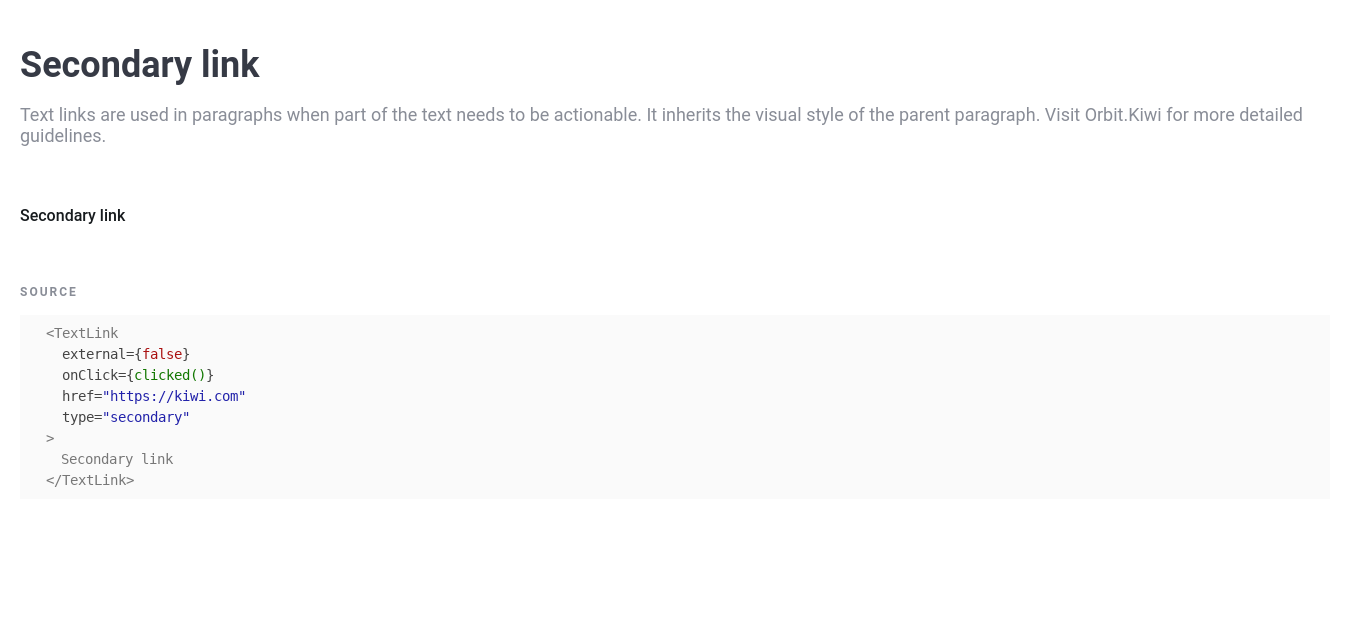 Secondary link
Text links are used in paragraphs when part of the text needs to be actionable. It inherits the visual style of the parent paragraph. Visit Orbit.Kiwi for more detailed
guidelines.
Secondary link
SOURCE
<TextLink
external={false}
onClick={clicked()}
href="https://kiwi.com"
type="secondary"
>
Secondary link
</TextLink>